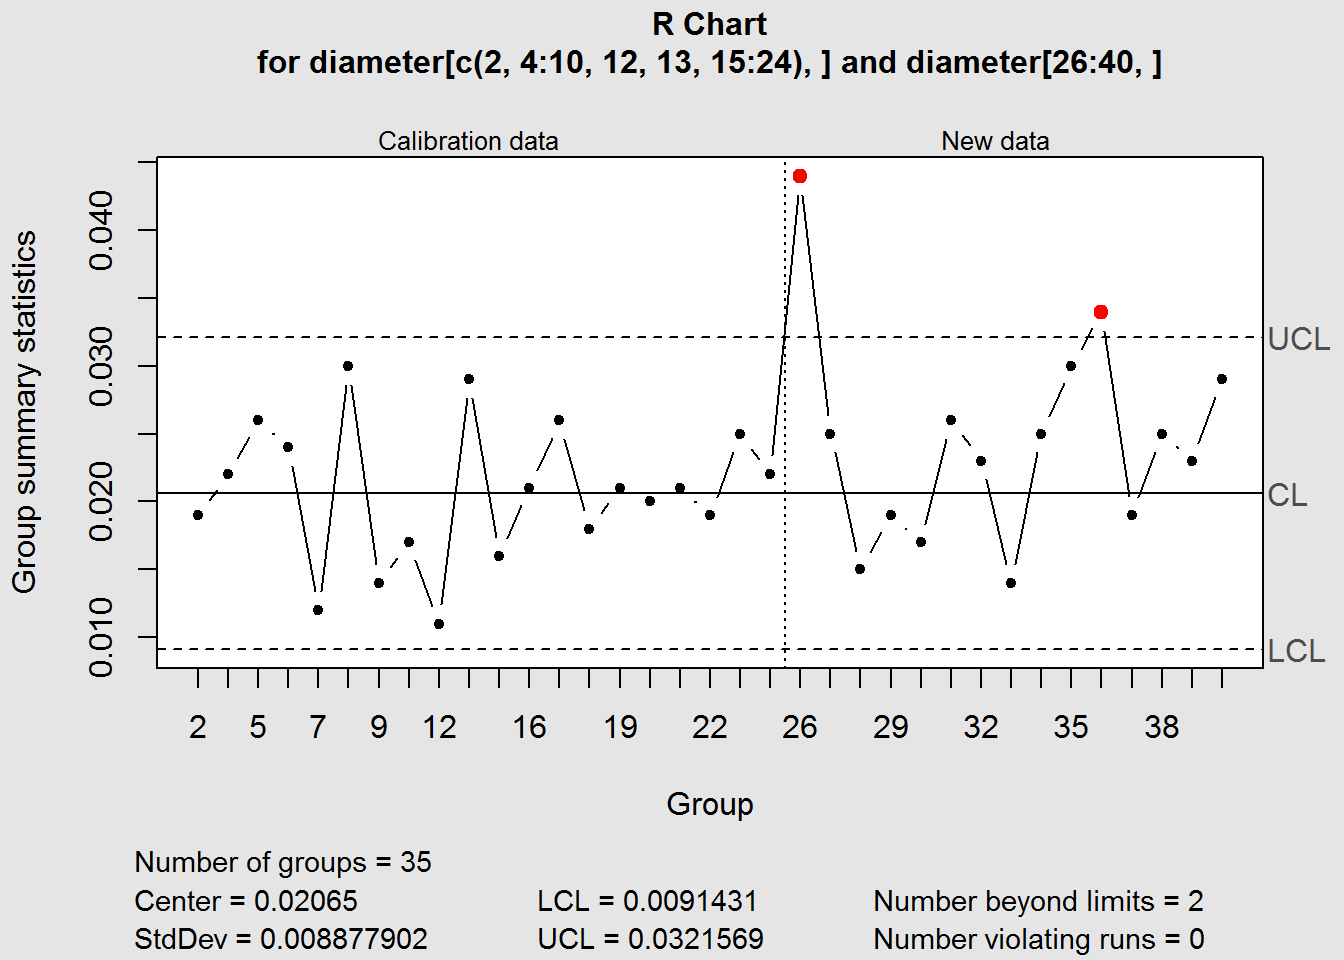 R Chart
for diameter[c(2, 4:10, 12, 13, 15:24), ] and diameter[26:40, ]
Calibration data New data
Group summary statistics
0.040
0.030
0.020
0.010
UCL
CL
LCL
2 5 7 9 12 16 19 22 26 29 32 35 38
Group
Number of groups = 35
Center = 0.02065 LCL = 0.0091431 Number beyond limits = 2
StdDev = 0.008877902 UCL = 0.0321569 Number violating runs = 0